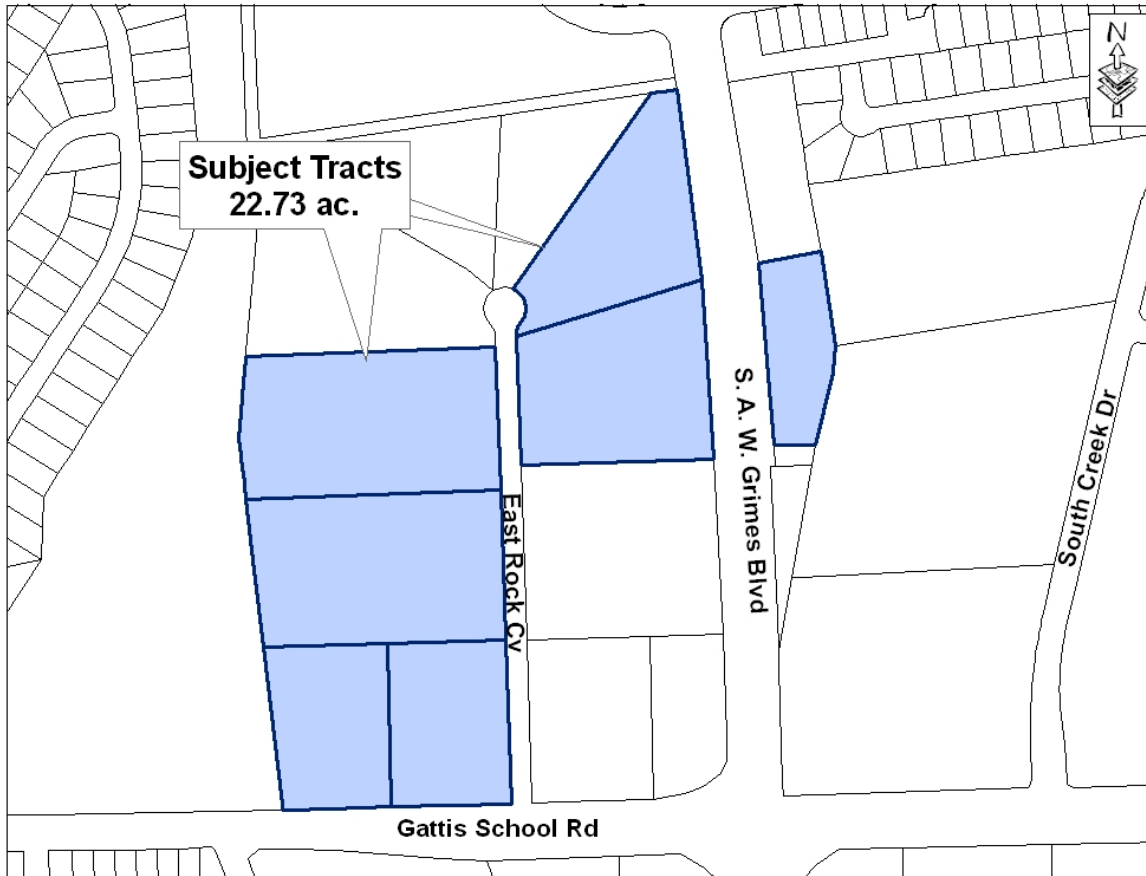 N
Subject Tracts
22.73 ac.
S. A. W. Grimes Blvd
East Rock Cv
South Creek Dr
Gattis School Rd